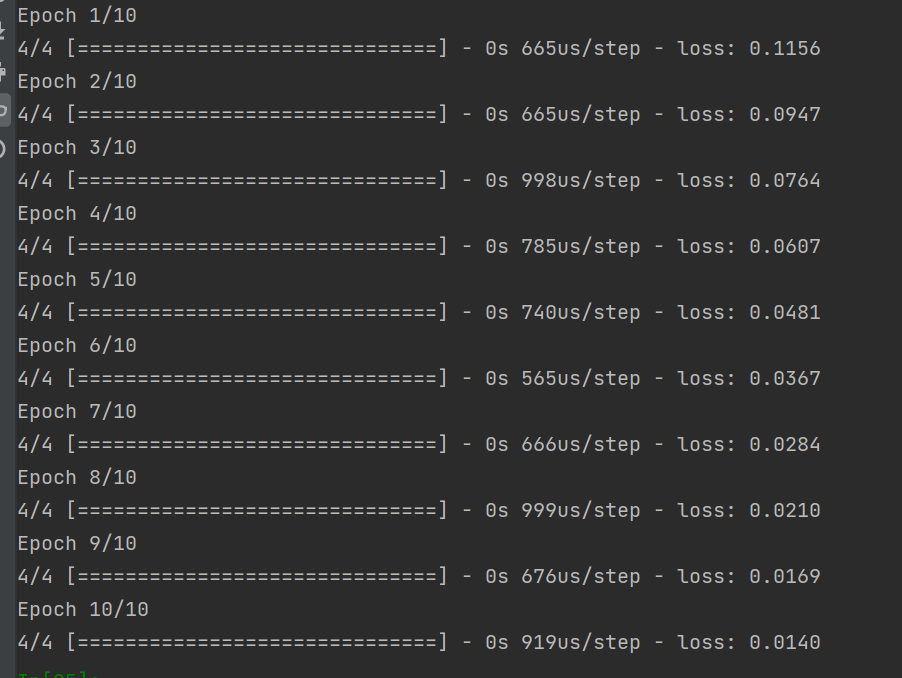 Epoch 1/10
4/4 [==============================] - 0s 665us/step - loss: 0.1156
Epoch 2/10
4/4 [==============================] - 0s 665us/step - loss: 0.0947
Epoch 3/10
4/4 [==============================] - 0s 998us/step - loss: 0.0764
Epoch 4/10
4/4 [==============================] - 0s 785us/step - loss: 0.0607
Epoch 5/10
4/4 [==============================] - 0s 740us/step - loss: 0.0481
Epoch 6/10
4/4 [==============================] - 0s 565us/step - loss: 0.0367
Epoch 7/10
4/4 [==============================] - 0s 666us/step - loss: 0.0284
Epoch 8/10
4/4 [==============================] - 0s 999us/step - loss: 0.0210
Epoch 9/10
4/4 [==============================] - 0s 676us/step - loss: 0.0169
Epoch 10/10
4/4 [==============================] - 0s 919us/step - loss: 0.0140